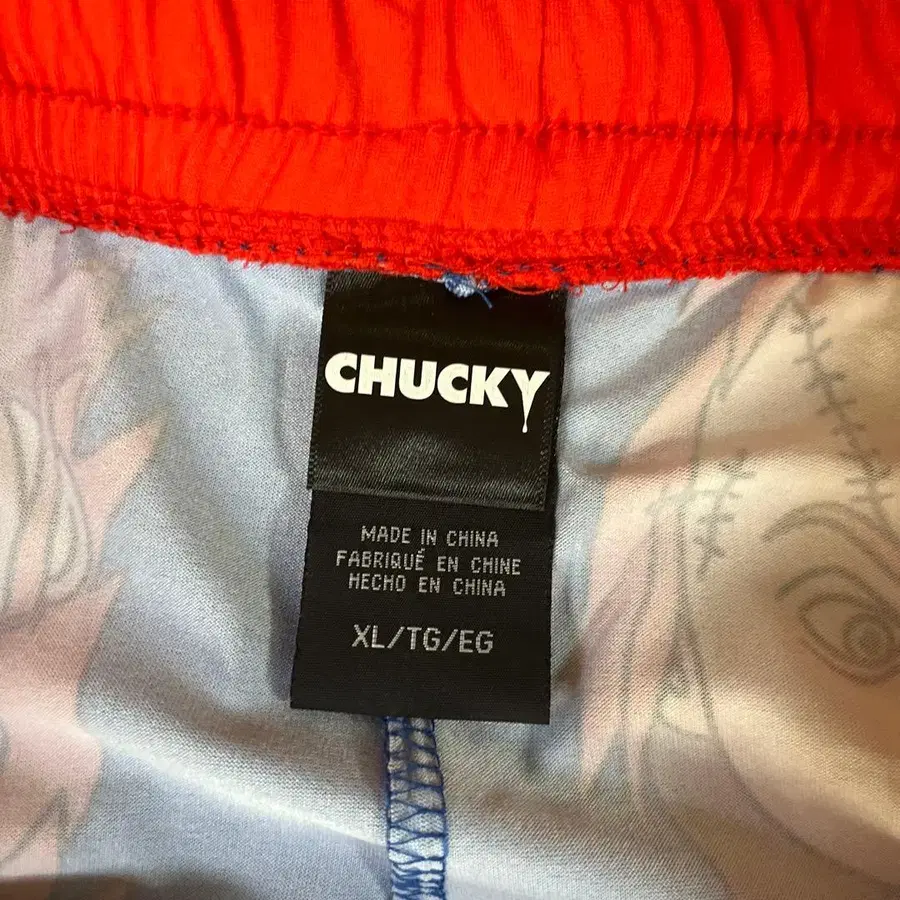 CHUCKY
MADE IN CHINA
FABRIQUÉ EN CHINE
HECHO EN CHINA
XL/TG/EG